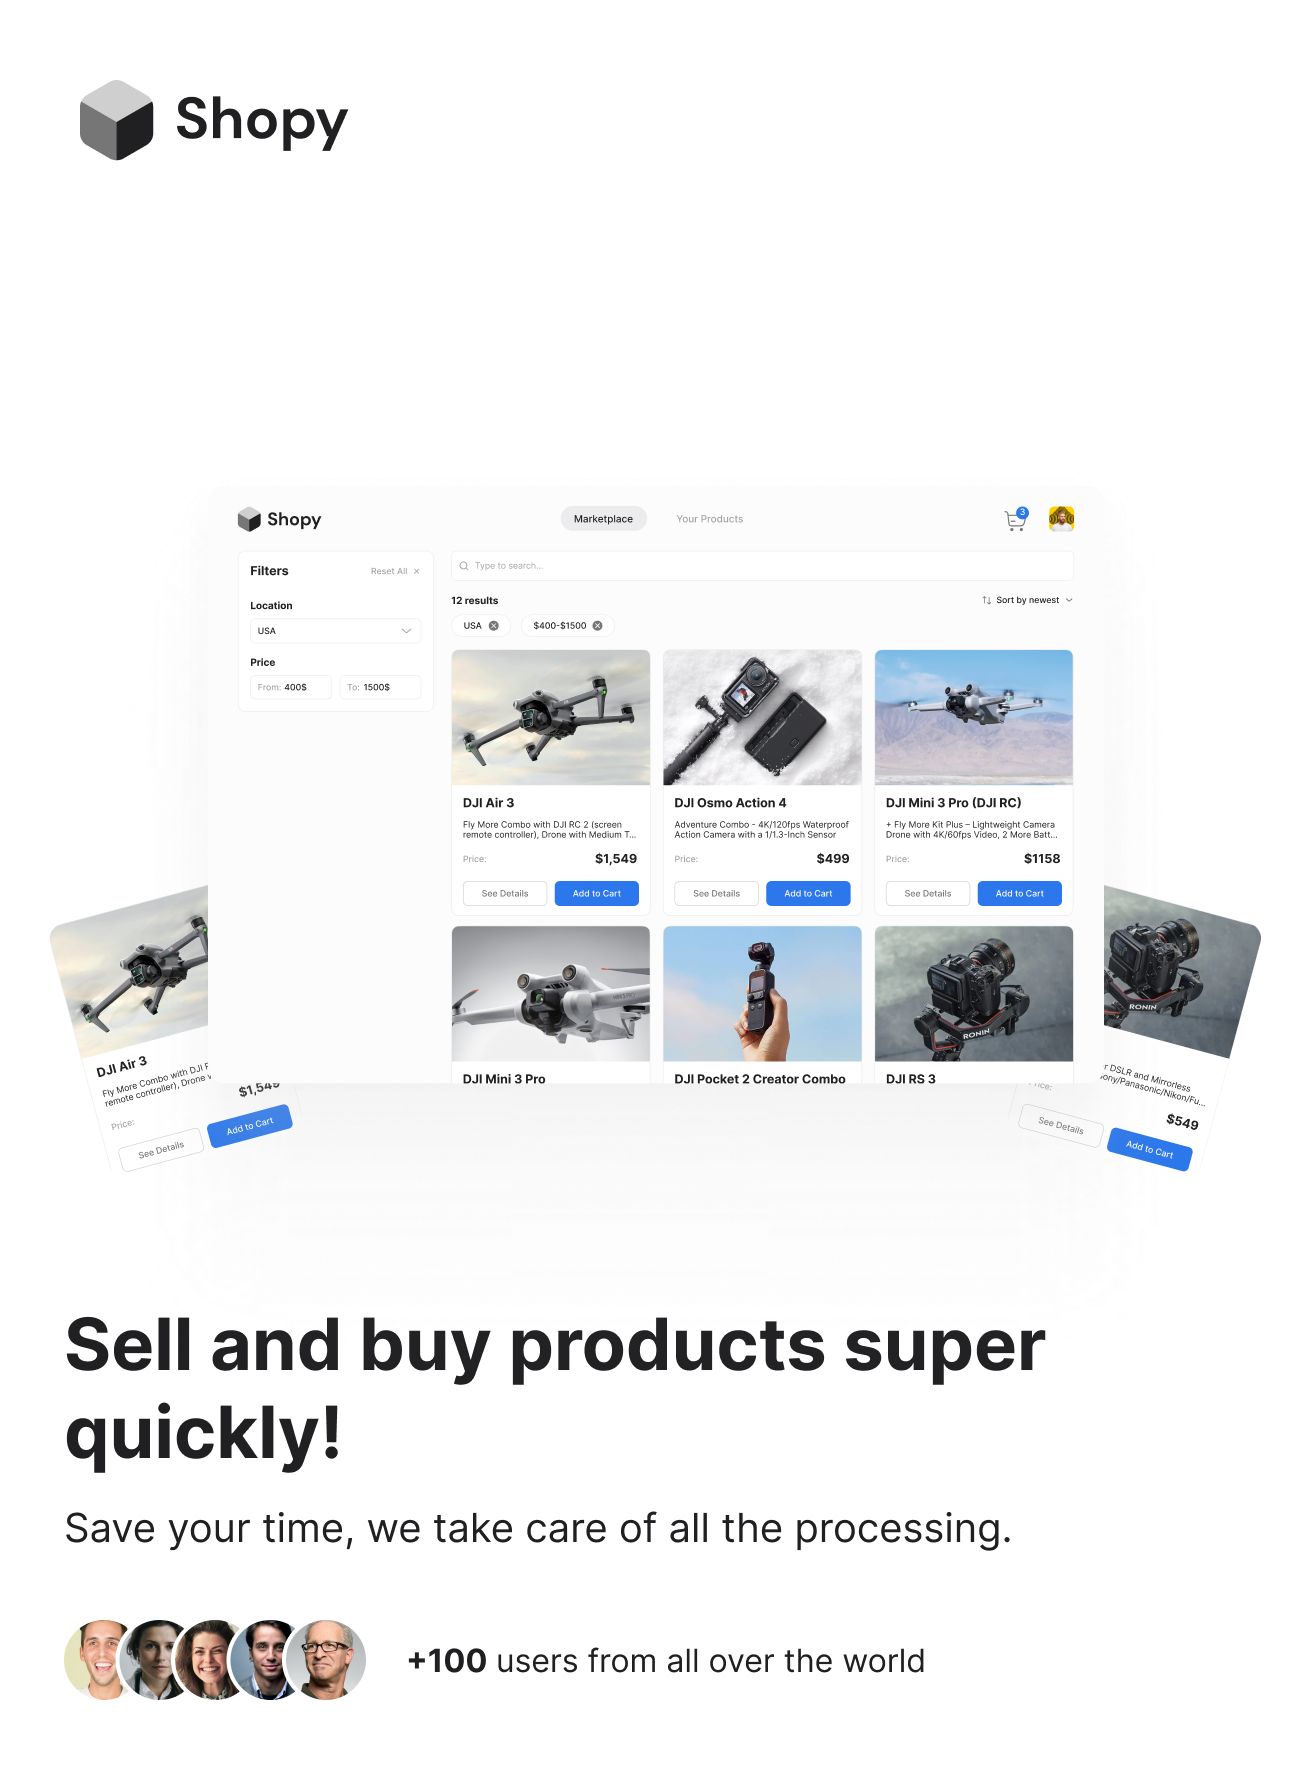 Shopy
Shopy
Marketplace
Your Products
3
Filters
Reset All ×
Location
USA
Price
From: 400$
To: 1500$
Type to search...
12 results
Sort by newest
USA
$400-$1500
DJI Air 3
Fly More Combo with DJI RC 2 (screen
remote controller), Drone with Medium T...
Price:
$1,549
See Details
Add to Cart
DJI Osmo Action 4
Adventure Combo - 4K/120fps Waterproof
Action Camera with a 1/1.3-Inch Sensor
Price:
$499
See Details
Add to Cart
DJI Mini 3 Pro (DJI RC)
+ Fly More Kit Plus – Lightweight Camera
Drone with 4K/60fps Video, 2 More Batt...
Price:
$1158
See Details
Add to Cart
DJI Mini 3 Pro
DJI Pocket 2 Creator Combo
RONIN
DJI RS 3
DJI Air 3
Fly More Combo with DJI
remote controller), Drone
$1,549
Price:
See Details
Add to Cart
RONIN
DSLR and Mirrorless
Sony/Panasonic/Nikon/Fu...
Price:
$549
See Details
Add to Cart
Sell and buy products super
quickly!
Save your time, we take care of all the processing.
+100 users from all over the world